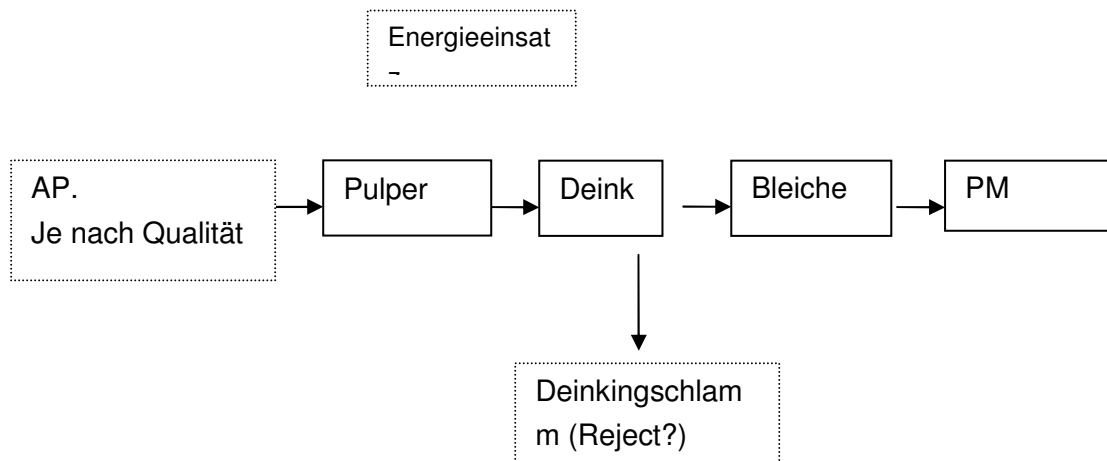 Energieeinsat
AP.
Je nach Qualität
Pulper
Deink
Bleiche
PM
Deinkingschlam
m (Reject?)